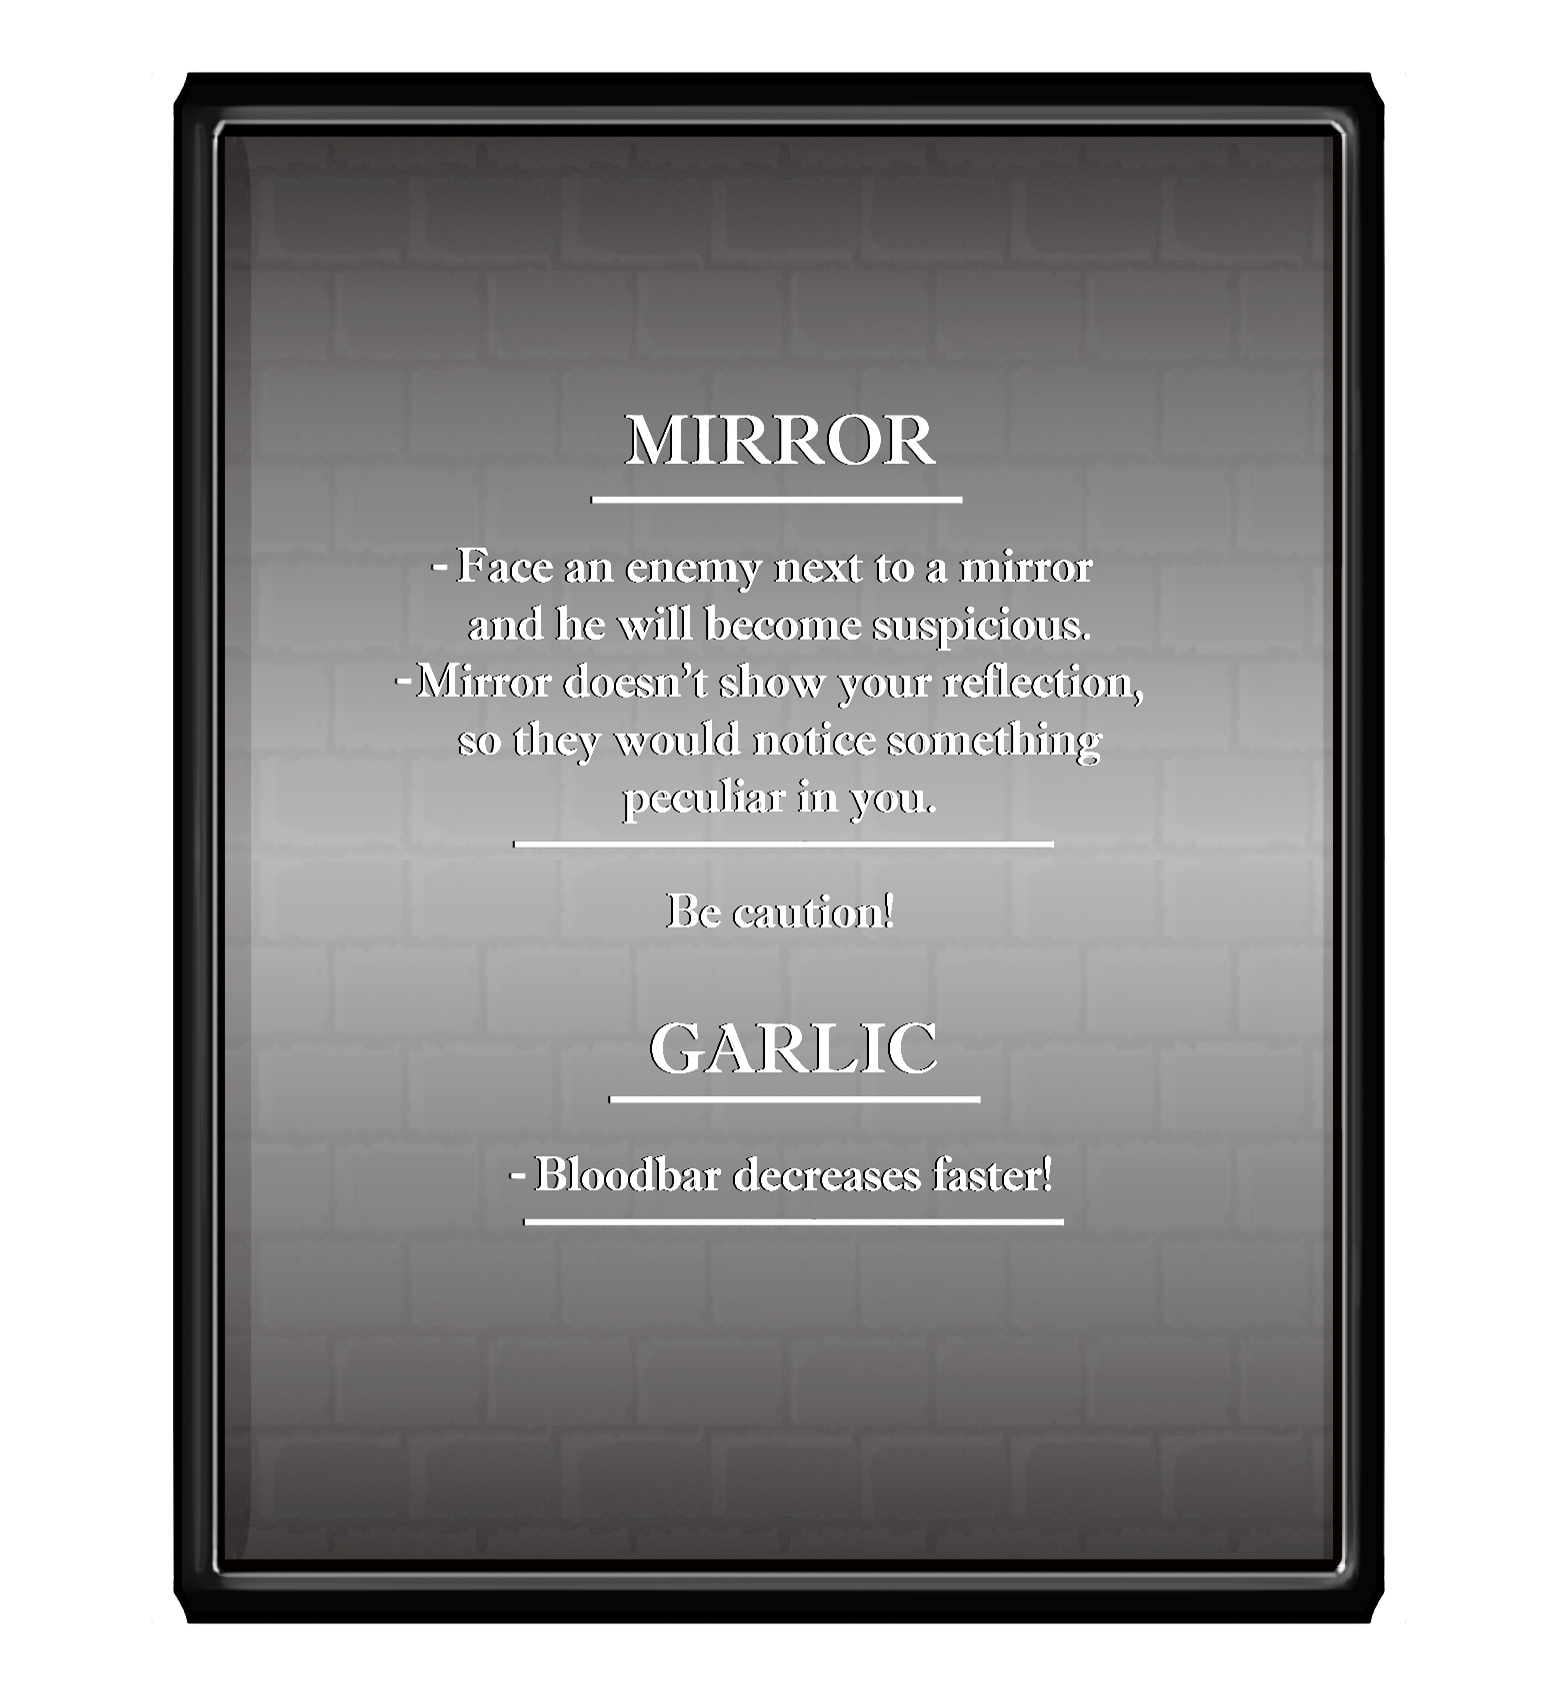 MIRROR
- Face an enemy next to a mirror
and he will become suspicious.
- Mirror doesn’t show your reflection,
so they would notice something
peculiar in you.
Be caution!
GARLIC
- Bloodbar decreases faster!